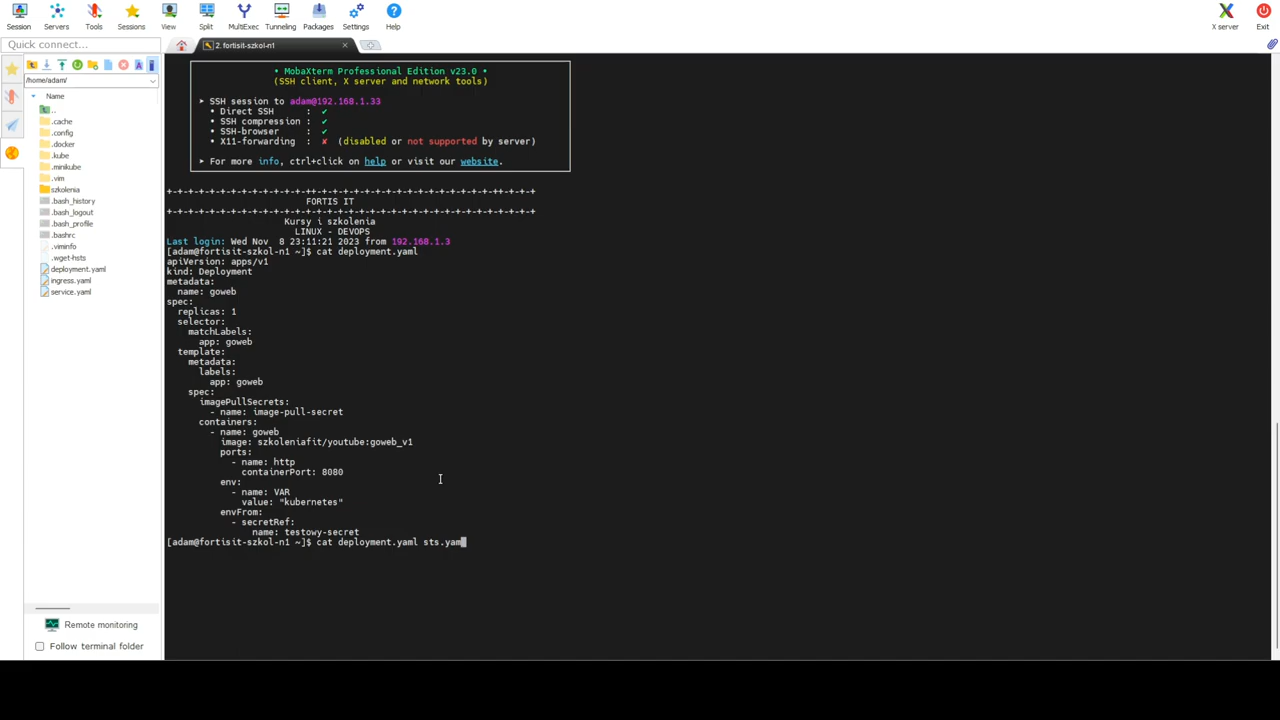 Session Servers Tools Sessions View Split MultiExec Tunneling Packages Settings Help X server Exit
Quick connect...
2. fortisit-szkol-n1
/home/adam/
Name
..
.cache
.config
.docker
.kube
.minikube
.vim
szkolenia
.bash_history
.bash_logout
.bash_profile
.bashrc
.viminfo
.wget-hsts
deployment.yaml
ingress.yaml
service.yaml
Remote monitoring
Follow terminal folder
• MobaXterm Professional Edition v23.0 •
(SSH client, X server and network tools)
➤ SSH session to adam@192.168.1.33
• Direct SSH : ✔
• SSH compression : ✔
• SSH-browser : ✔
• X11-forwarding : ✘ (disabled or not supported by server)
➤ For more info, ctrl+click on help or visit our website.
+-+-+-+-+-+-+-+-+-+-+-+-+-++-+-+-+-+-+-+-+-+-+-+-+-+-+-+-++-+-+-+
FORTIS IT
+-+-+-+-+-+-+-+-+-+-+-+-+-++-+-+-+-+-+-+-+-+-+-+-+-+-+-+-++-+-+-+
Kursy i szkolenia
LINUX - DEVOPS
Last login: Wed Nov  8 23:11:21 2023 from 192.168.1.3
[adam@fortisit-szkol-n1 ~]$ cat deployment.yaml
apiVersion: apps/v1
kind: Deployment
metadata:
  name: goweb
spec:
  replicas: 1
  selector:
    matchLabels:
      app: goweb
  template:
    metadata:
      labels:
        app: goweb
    spec:
      imagePullSecrets:
        - name: image-pull-secret
      containers:
        - name: goweb
          image: szkoleniafit/youtube:goweb_v1
          ports:
            - name: http
              containerPort: 8080
          env:
            - name: VAR
              value: "kubernetes"
          envFrom:
            - secretRef:
                name: testowy-secret
[adam@fortisit-szkol-n1 ~]$ cat deployment.yaml sts.yam